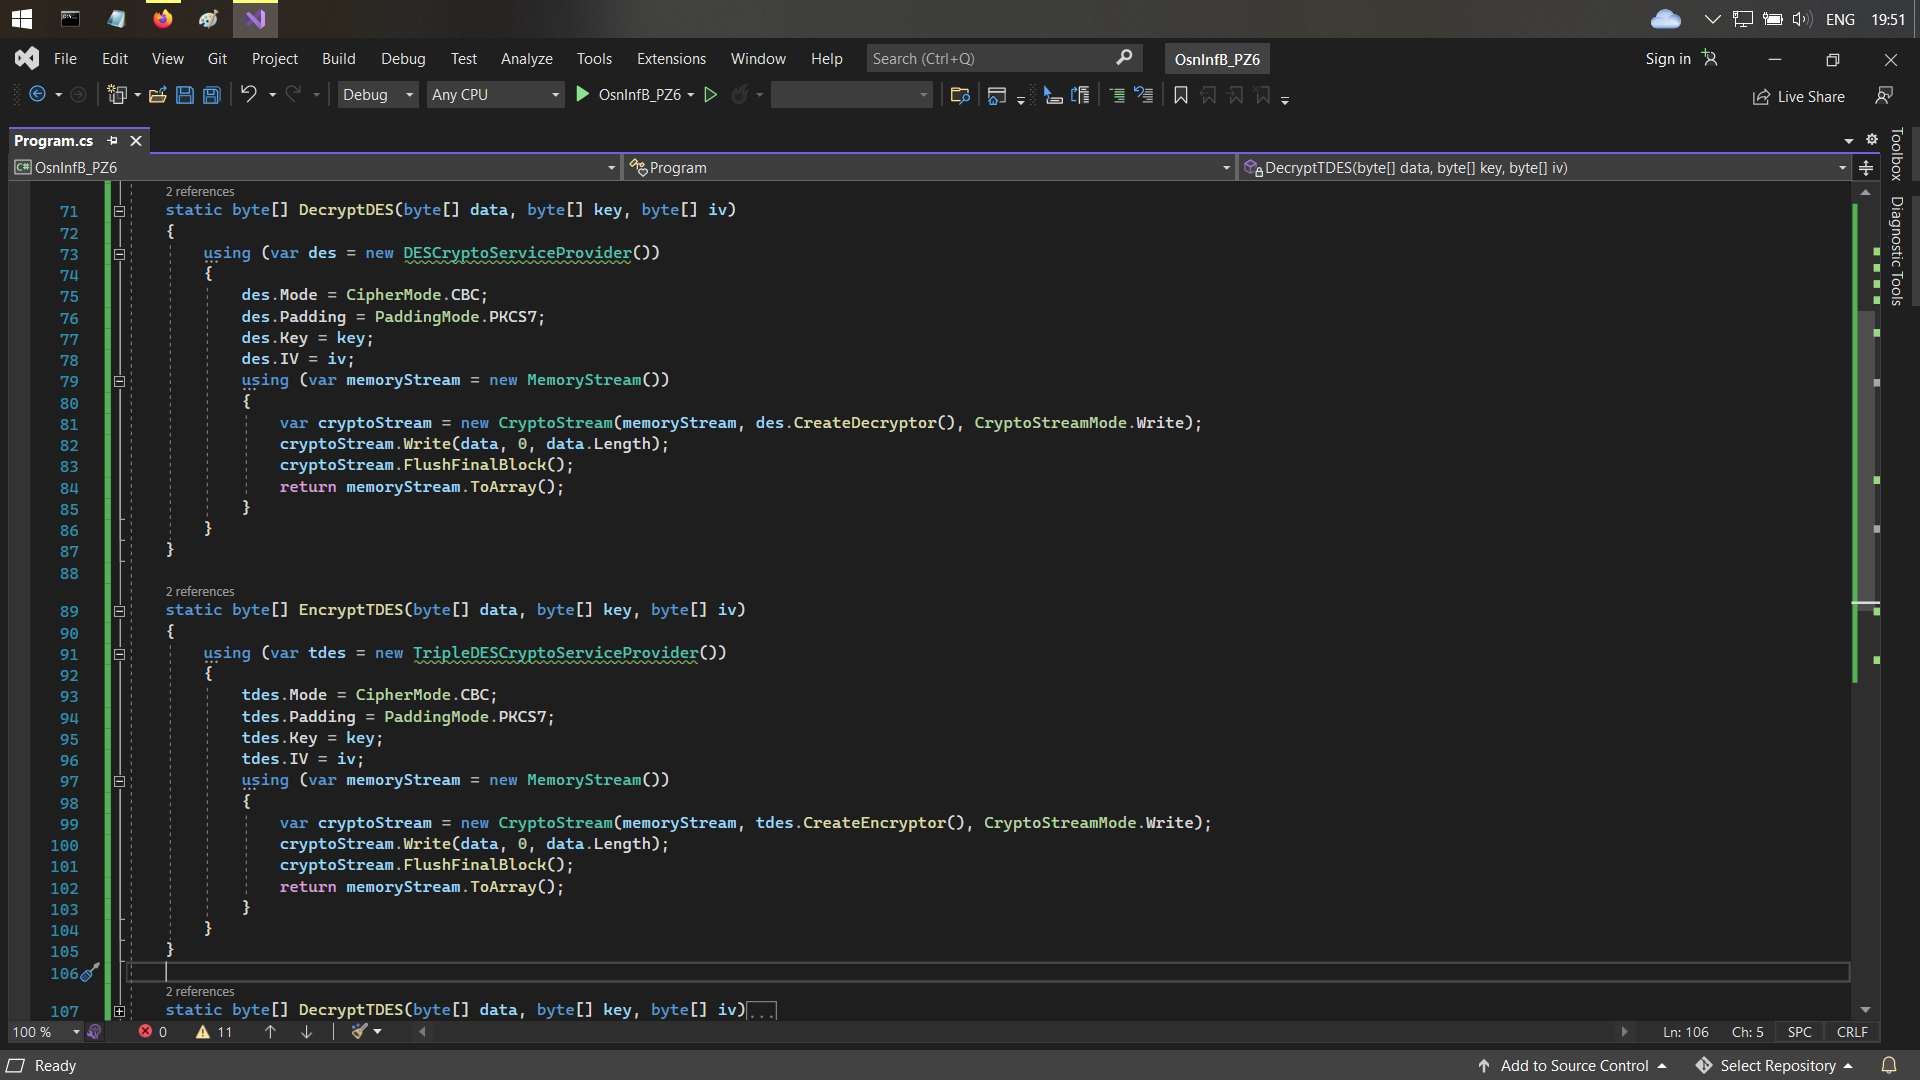 ENG 19:51
File Edit View Git Project Build Debug Test Analyze Tools Extensions Window Help Search (Ctrl+Q) OsnInfB_PZ6 Sign in
Debug Any CPU OsnInfB_PZ6 Live Share
Program.cs
C# OsnInfB_PZ6 Program DecryptTDES(byte[] data, byte[] key, byte[] iv)
Toolbox
Diagnostic Tools
2 references
71 static byte[] DecryptDES(byte[] data, byte[] key, byte[] iv)
72 {
73 using (var des = new DESCryptoServiceProvider())
74 {
75 des.Mode = CipherMode.CBC;
76 des.Padding = PaddingMode.PKCS7;
77 des.Key = key;
78 des.IV = iv;
79 using (var memoryStream = new MemoryStream())
80 {
81 var cryptoStream = new CryptoStream(memoryStream, des.CreateDecryptor(), CryptoStreamMode.Write);
82 cryptoStream.Write(data, 0, data.Length);
83 cryptoStream.FlushFinalBlock();
84 return memoryStream.ToArray();
85 }
86 }
87 }
88
2 references
89 static byte[] EncryptTDES(byte[] data, byte[] key, byte[] iv)
90 {
91 using (var tdes = new TripleDESCryptoServiceProvider())
92 {
93 tdes.Mode = CipherMode.CBC;
94 tdes.Padding = PaddingMode.PKCS7;
95 tdes.Key = key;
96 tdes.IV = iv;
97 using (var memoryStream = new MemoryStream())
98 {
99 var cryptoStream = new CryptoStream(memoryStream, tdes.CreateEncryptor(), CryptoStreamMode.Write);
100 cryptoStream.Write(data, 0, data.Length);
101 cryptoStream.FlushFinalBlock();
102 return memoryStream.ToArray();
103 }
104 }
105 }
106
2 references
107 static byte[] DecryptTDES(byte[] data, byte[] key, byte[] iv)...
100 % 0 11 Ln: 106 Ch: 5 SPC CRLF
Ready Add to Source Control Select Repository